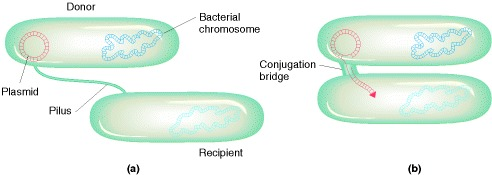 Donor
Bacterial
chromosome
Plasmid
Pilus
Recipient
(a)
Conjugation
bridge
(b)